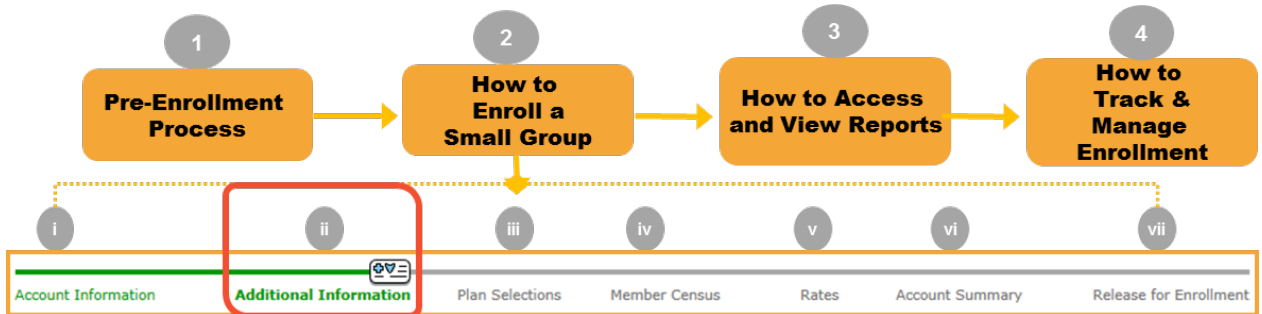 1
2
3
4
Pre-Enrollment
Process
How to
Enroll a
Small Group
How to Access
and View Reports
How to
Track &
Manage
Enrollment
i
ii
iii
iv
v
vi
vii
Account Information
Additional Information
Plan Selections
Member Census
Rates
Account Summary
Release for Enrollment